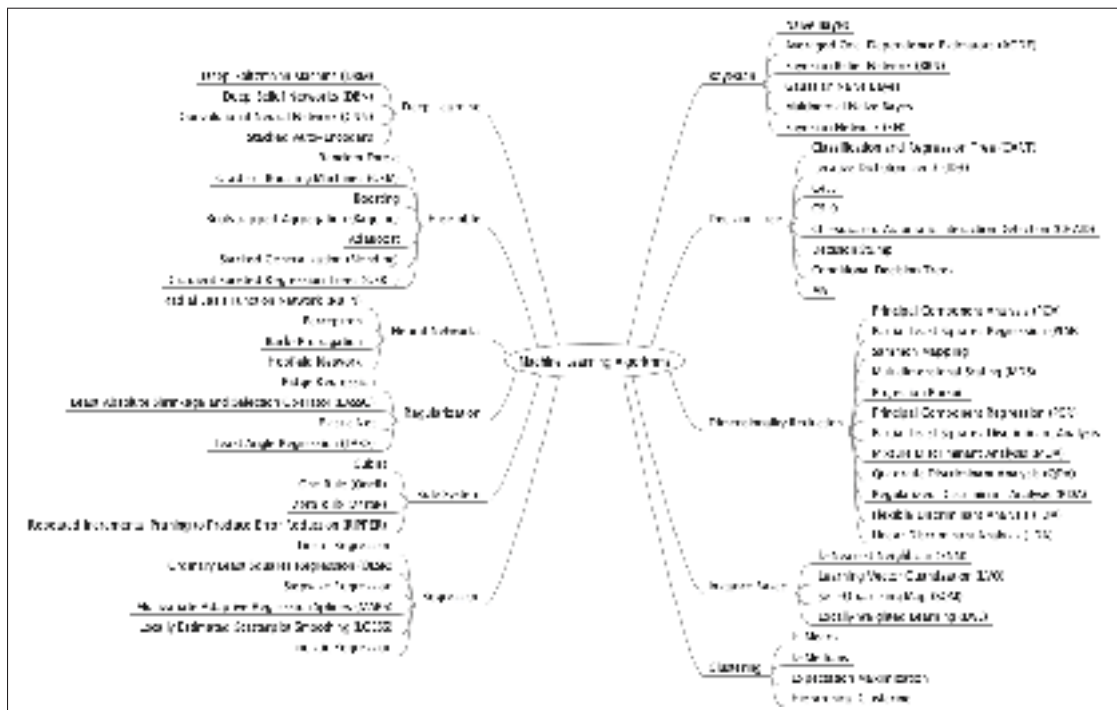 Deep Boltzmann Machine (DBM)
Deep Belief Networks (DBN)
Convolutional Neural Network (CNN)
Stacked Auto-Encoders
Deep Learning
Random Forest
Gradient Boosting Machines (GBM)
Boosting
Bootstrapped Aggregation (Bagging)
AdaBoost
Stacked Generalization (Blending)
Gradient Boosted Regression Trees (GBRT)
Ensemble
Radial Basis Function Network (RBFN)
Perceptron
Back-Propagation
Hopfield Network
Neural Networks
Ridge Regression
Least Absolute Shrinkage and Selection Operator (LASSO)
Elastic Net
Least Angle Regression (LARS)
Regularization
Cubist
One Rule (OneR)
Zero Rule (ZeroR)
Repeated Incremental Pruning to Produce Error Reduction (RIPPER)
Rule System
Linear Regression
Ordinary Least Squares Regression (OLSR)
Stepwise Regression
Multivariate Adaptive Regression Splines (MARS)
Locally Estimated Scatterplot Smoothing (LOESS)
Logistic Regression
Regression
Machine Learning Algorithms
Bayesian
Naive Bayes
Averaged One-Dependence Estimators (AODE)
Bayesian Belief Network (BBN)
Gaussian Naive Bayes
Multinomial Naive Bayes
Bayesian Network (BN)
Decision Tree
Classification and Regression Tree (CART)
Iterative Dichotomiser 3 (ID3)
C4.5
C5.0
Chi-squared Automatic Interaction Detection (CHAID)
Decision Stump
Conditional Decision Trees
M5
Dimensionality Reduction
Principal Component Analysis (PCA)
Partial Least Squares Regression (PLSR)
Sammon Mapping
Multidimensional Scaling (MDS)
Projection Pursuit
Principal Component Regression (PCR)
Partial Least Squares Discriminant Analysis
Mixture Discriminant Analysis (MDA)
Quadratic Discriminant Analysis (QDA)
Regularized Discriminant Analysis (RDA)
Flexible Discriminant Analysis (FDA)
Linear Discriminant Analysis (LDA)
Instance Based
k-Nearest Neighbour (kNN)
Learning Vector Quantization (LVQ)
Self-Organizing Map (SOM)
Locally Weighted Learning (LWL)
Clustering
k-Means
k-Medians
Expectation Maximization
Hierarchical Clustering